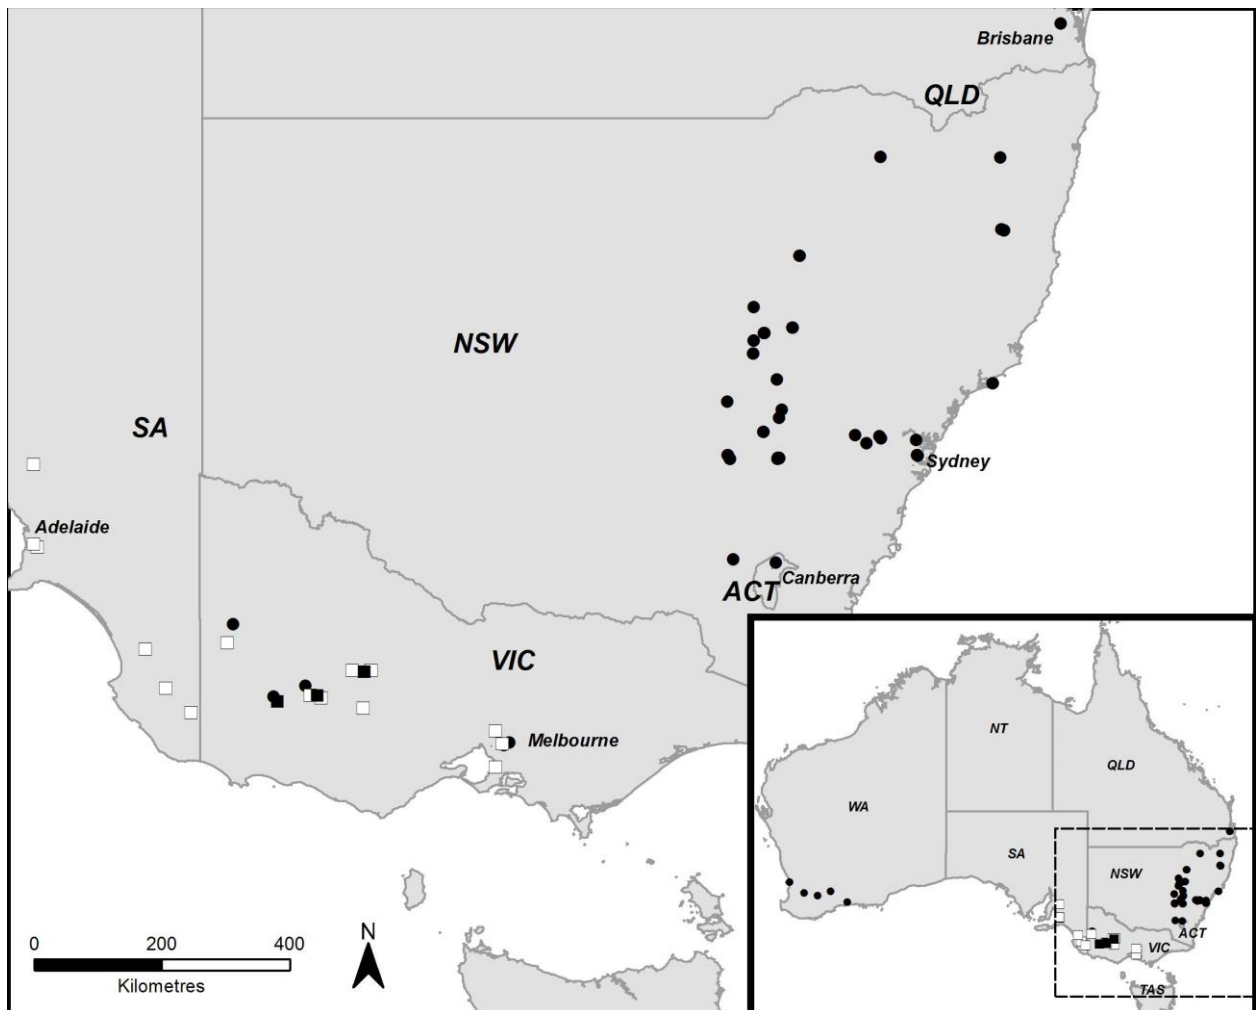 Brisbane
QLD
NSW
SA
Sydney
Adelaide
Canberra
ACT
VIC
Melbourne
N
0 200 400
Kilometres
NT
QLD
WA
SA
NSW
ACT
VIC
TAS